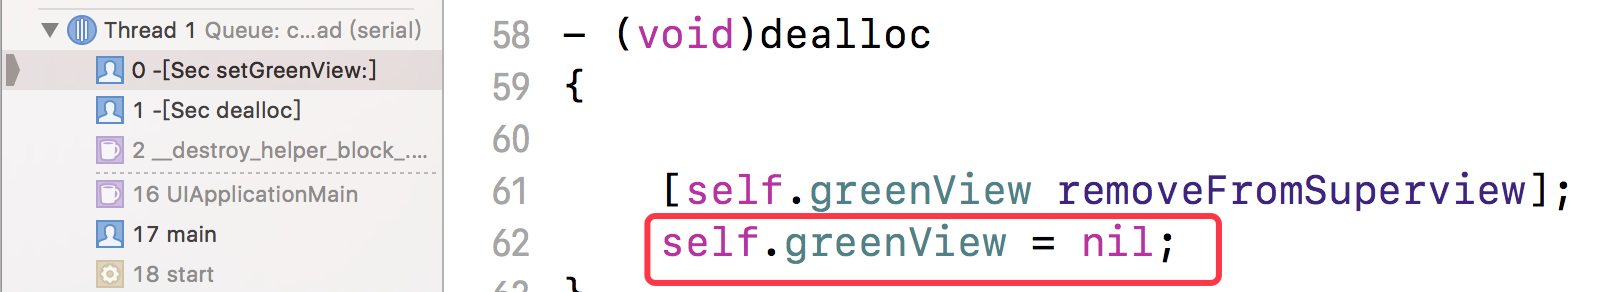 Thread 1 Queue: c...ad (serial)
0 -[Sec setGreenView:]
1 -[Sec dealloc]
2 __destroy_helper_block_....
16 UIApplicationMain
17 main
18 start
58 - (void)dealloc
59 {
60
61 [self.greenView removeFromSuperview];
62 self.greenView = nil;
63 }